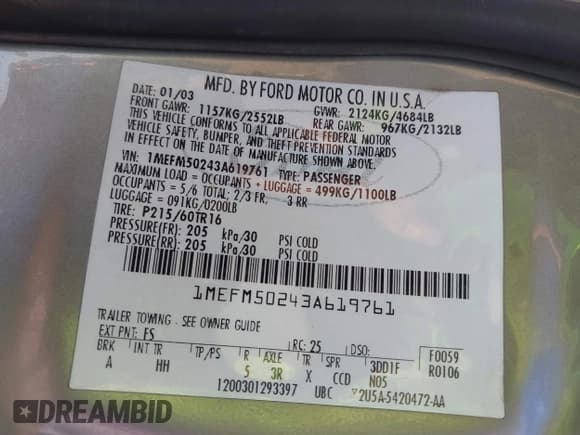 MFD. BY FORD MOTOR CO. IN U.S.A.
DATE: 01/03 GVWR: 2124KG/4684LB
FRONT GAWR: 1157KG/2552LB REAR GAWR: 967KG/2132LB
THIS VEHICLE CONFORMS TO ALL APPLICABLE FEDERAL MOTOR
VEHICLE SAFETY, BUMPER, AND THEFT PREVENTION STANDARDS
IN EFFECT ON THE DATE OF MANUFACTURE SHOWN ABOVE.
VIN: 1MEFM50243A619761 TYPE: PASSENGER
MAXIMUM LOAD = OCCUPANTS + LUGGAGE = 499KG/1100LB
OCCUPANTS = 5/6 TOTAL: 2/3 FR, 3 RR
LUGGAGE = 091KG/0200LB
TIRE: P215/60TR16
PRESSURE(FR): 205 kPa/30 PSI COLD
PRESSURE(RR): 205 kPa/30 PSI COLD
1MEFM50243A619761
TRAILER TOWING - SEE OWNER GUIDE
EXT PNT: FS RC: 25 DSO: F0059
BRK INT TR TP/PS R AXLE TR SPR 3DD1F R0106
A HH 5 3R X CCD N05
1200301293397 UBC 2U5A-5420472-AA
DREAMBID